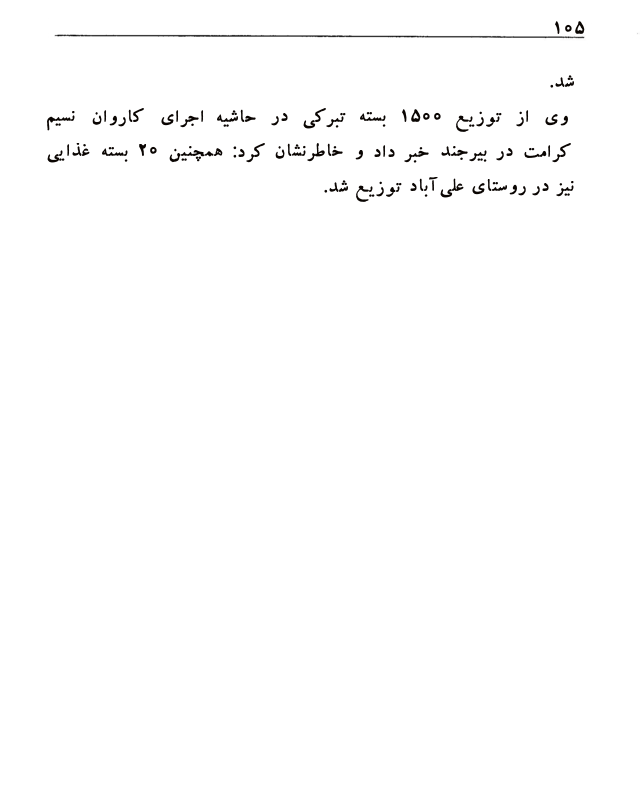 ۱۰۵
شد.
وی از توزیع ۱۵۰۰ بسته تبرکی در حاشیه اجرای کاروان نسیم
کرامت در بیرجند خبر داد و خاطرنشان کرد: همچنین ۲۰ بسته غذایی
نیز در روستای علی‌آباد توزیع شد.